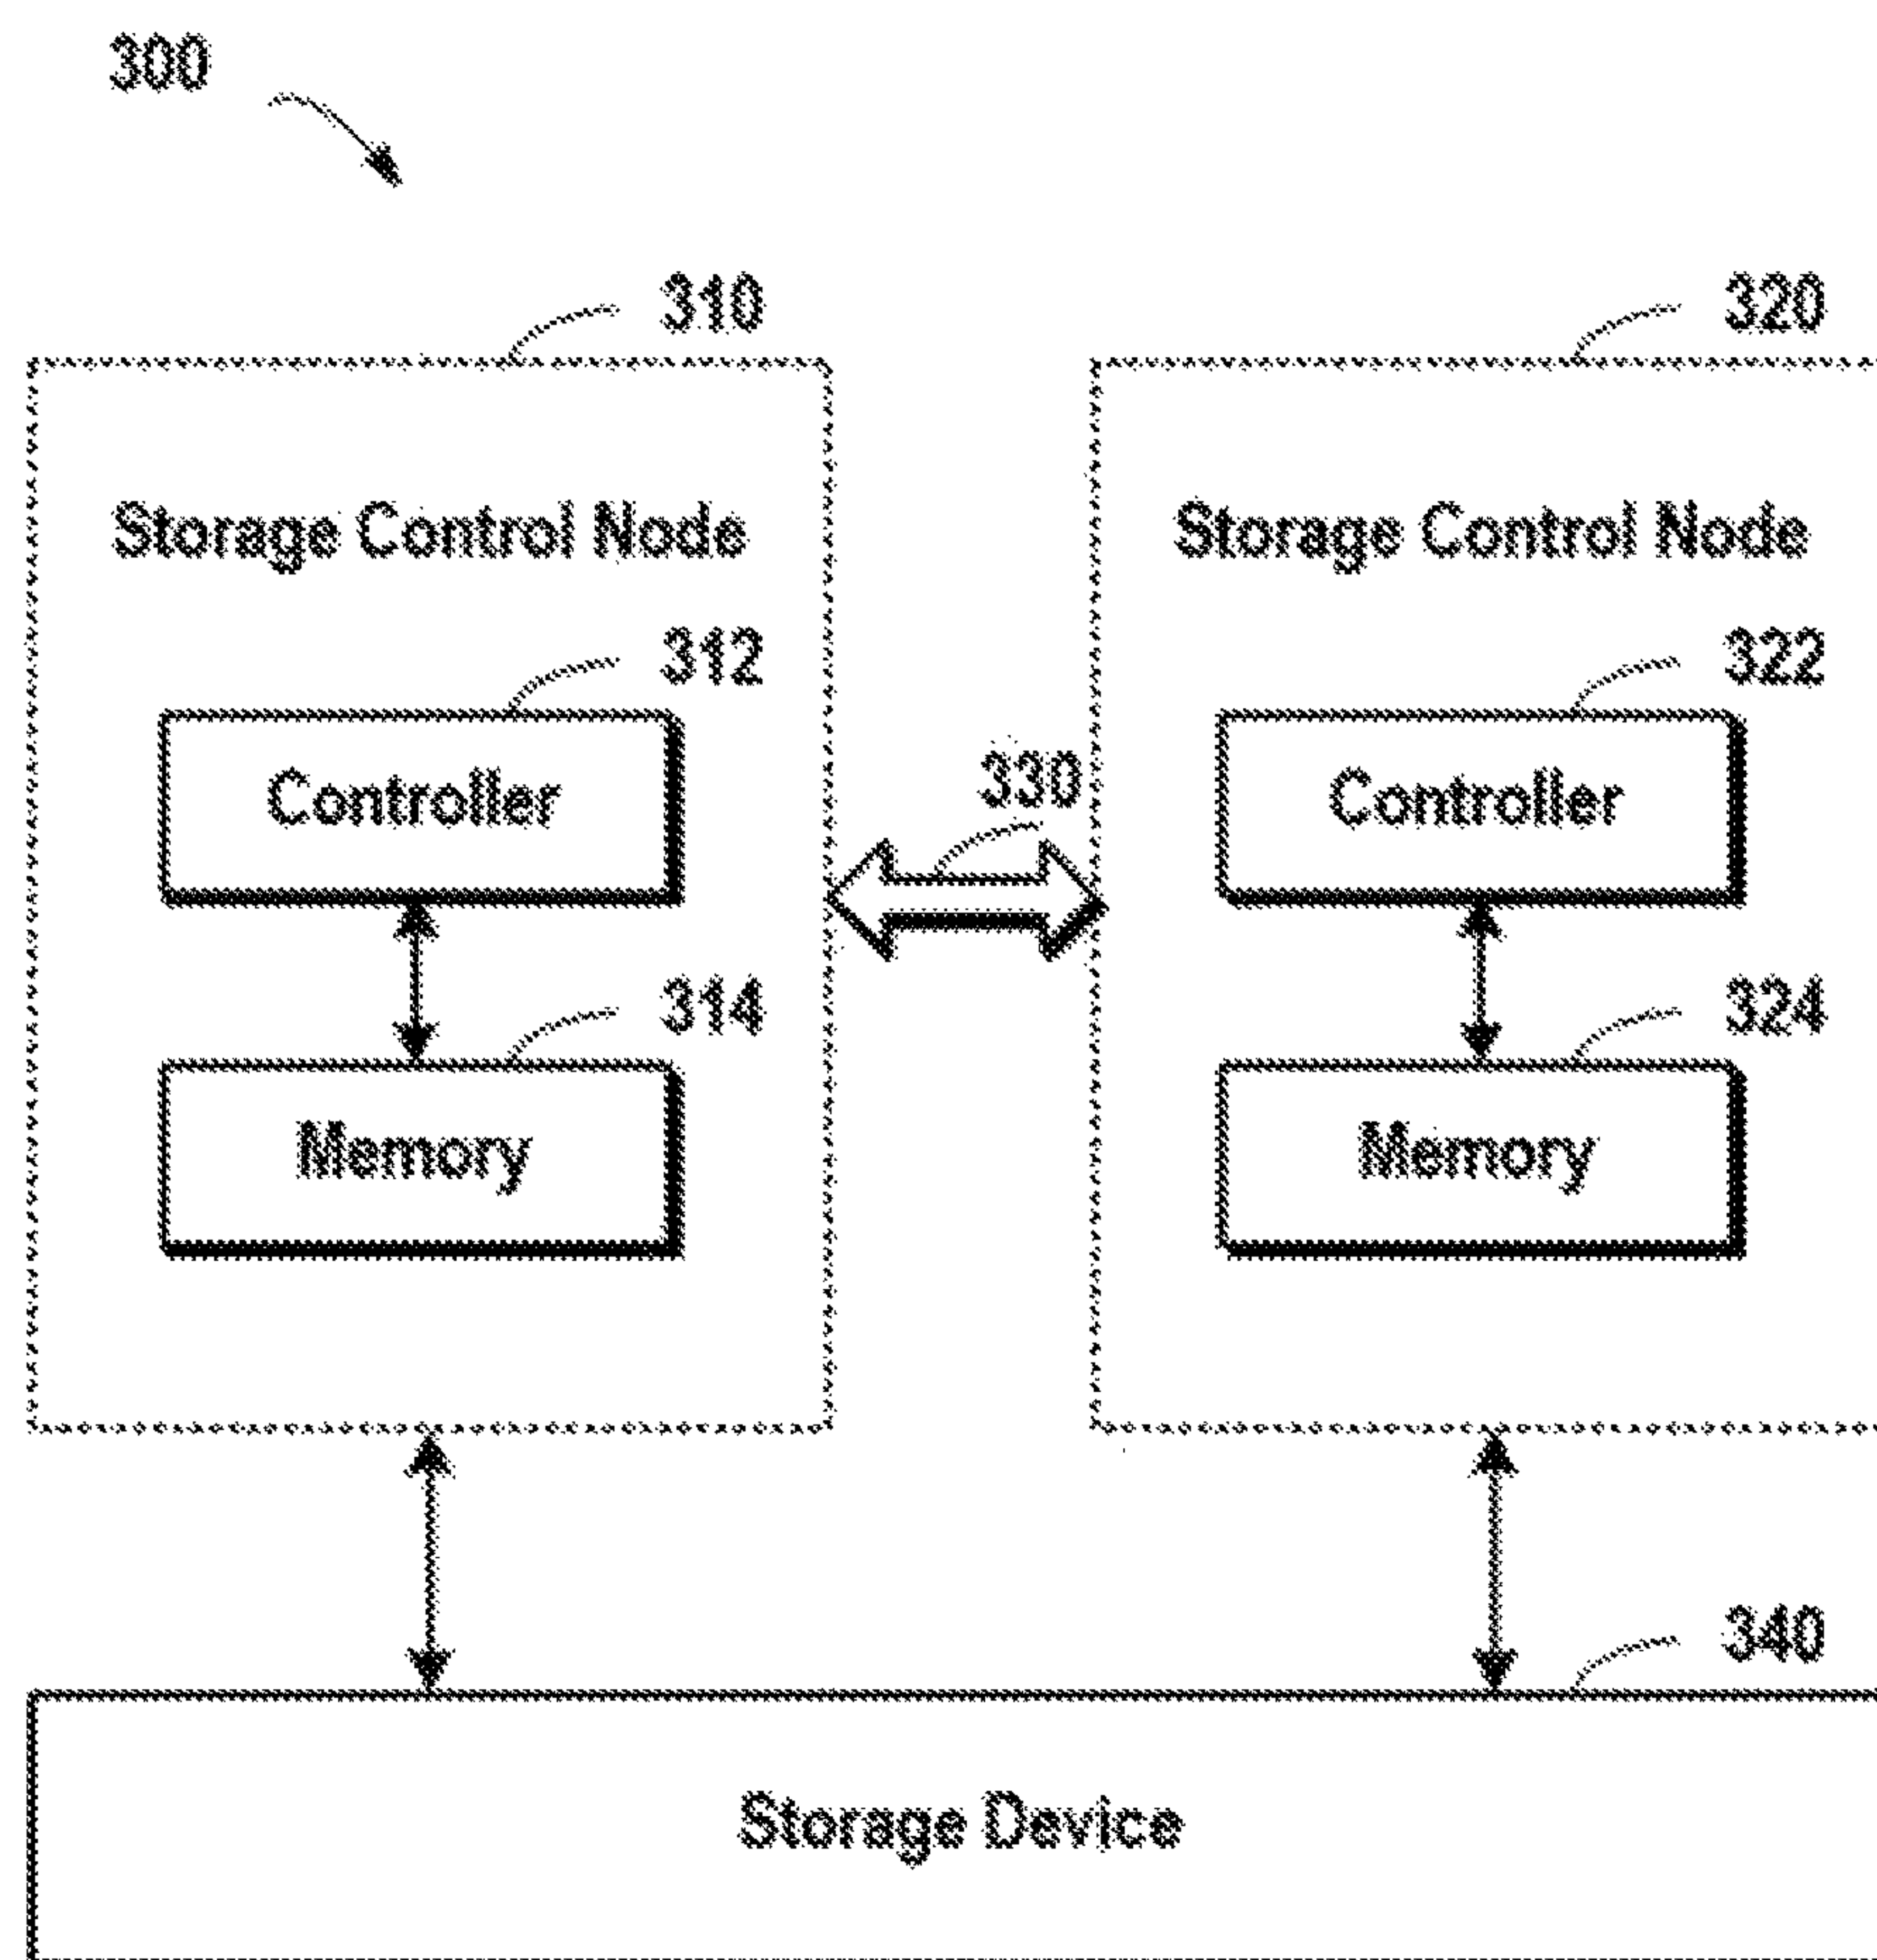 300
310
320
Storage Control Node
Storage Control Node
312
322
Controller
330
Controller
314
324
Memory
Memory
340
Storage Device